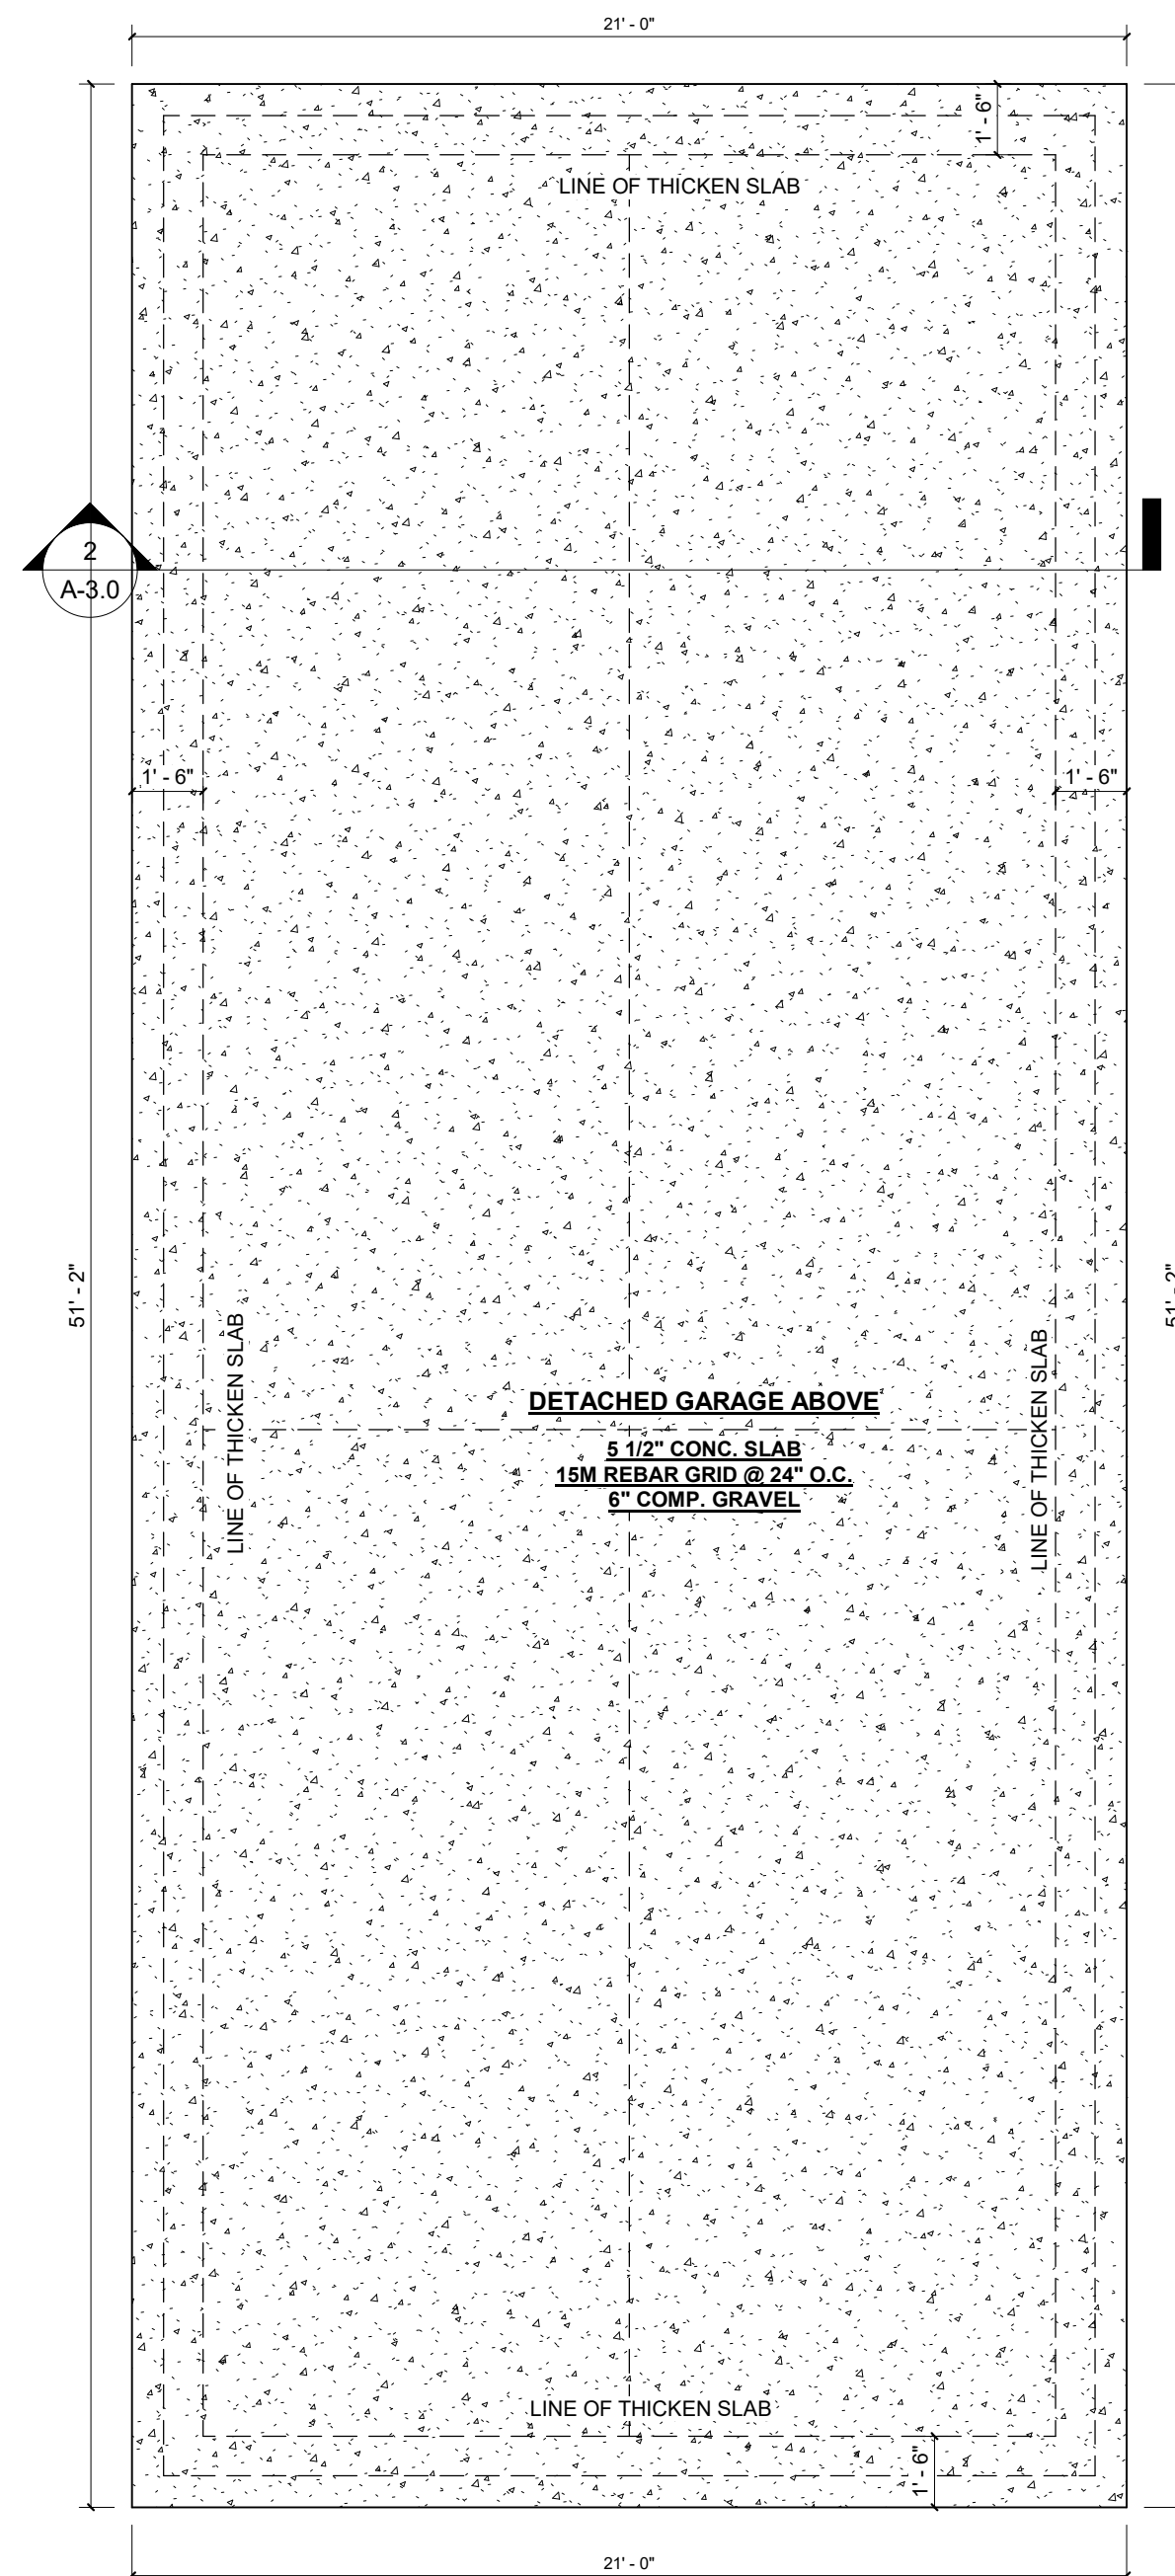 21' - 0"
1' - 6"
LINE OF THICKEN SLAB
2
A-3.0
1' - 6"
1' - 6"
51' - 2"
51' - 2"
LINE OF THICKEN SLAB
LINE OF THICKEN SLAB
DETACHED GARAGE ABOVE
5 1/2" CONC. SLAB
15M REBAR GRID @ 24" O.C.
6" COMP. GRAVEL
LINE OF THICKEN SLAB
1' - 6"
21' - 0"